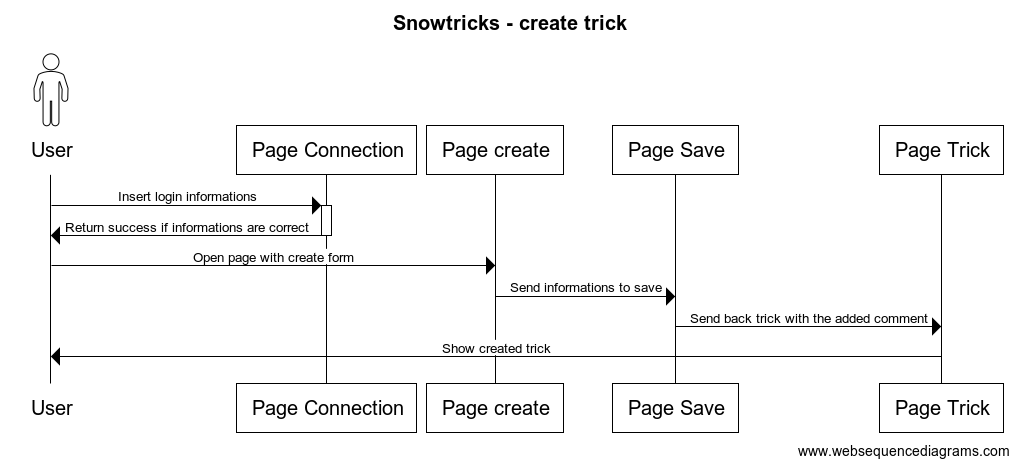 Snowtricks - create trick
User
Page Connection
Page create
Page Save
Page Trick
Insert login informations
Return success if informations are correct
Open page with create form
Send informations to save
Send back trick with the added comment
Show created trick
User
Page Connection
Page create
Page Save
Page Trick
www.websequencediagrams.com